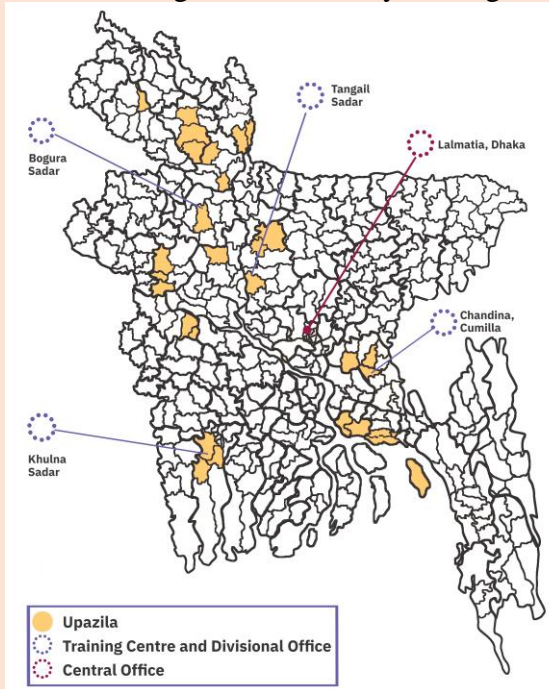 Tangail
Sadar
Lalmatia, Dhaka
Bogura
Sadar
Chandina,
Cumilla
Khulna
Sadar
Upazila
Training Centre and Divisional Office
Central Office